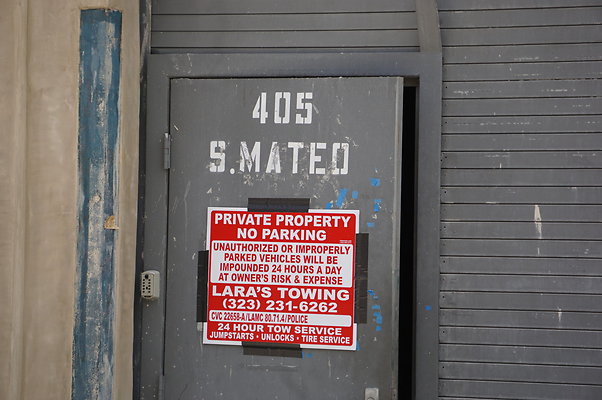 405
S.MATEO
PRIVATE PROPERTY
NO PARKING
UNAUTHORIZED OR IMPROPERLY
PARKED VEHICLES WILL BE
IMPOUNDED 24 HOURS A DAY
AT OWNER'S RISK & EXPENSE
LARA'S TOWING
(323) 231-6262
CVC 22658-A/LAMC 80.71.4/POLICE
24 HOUR TOW SERVICE
JUMPSTARTS • UNLOCKS • TIRE SERVICE